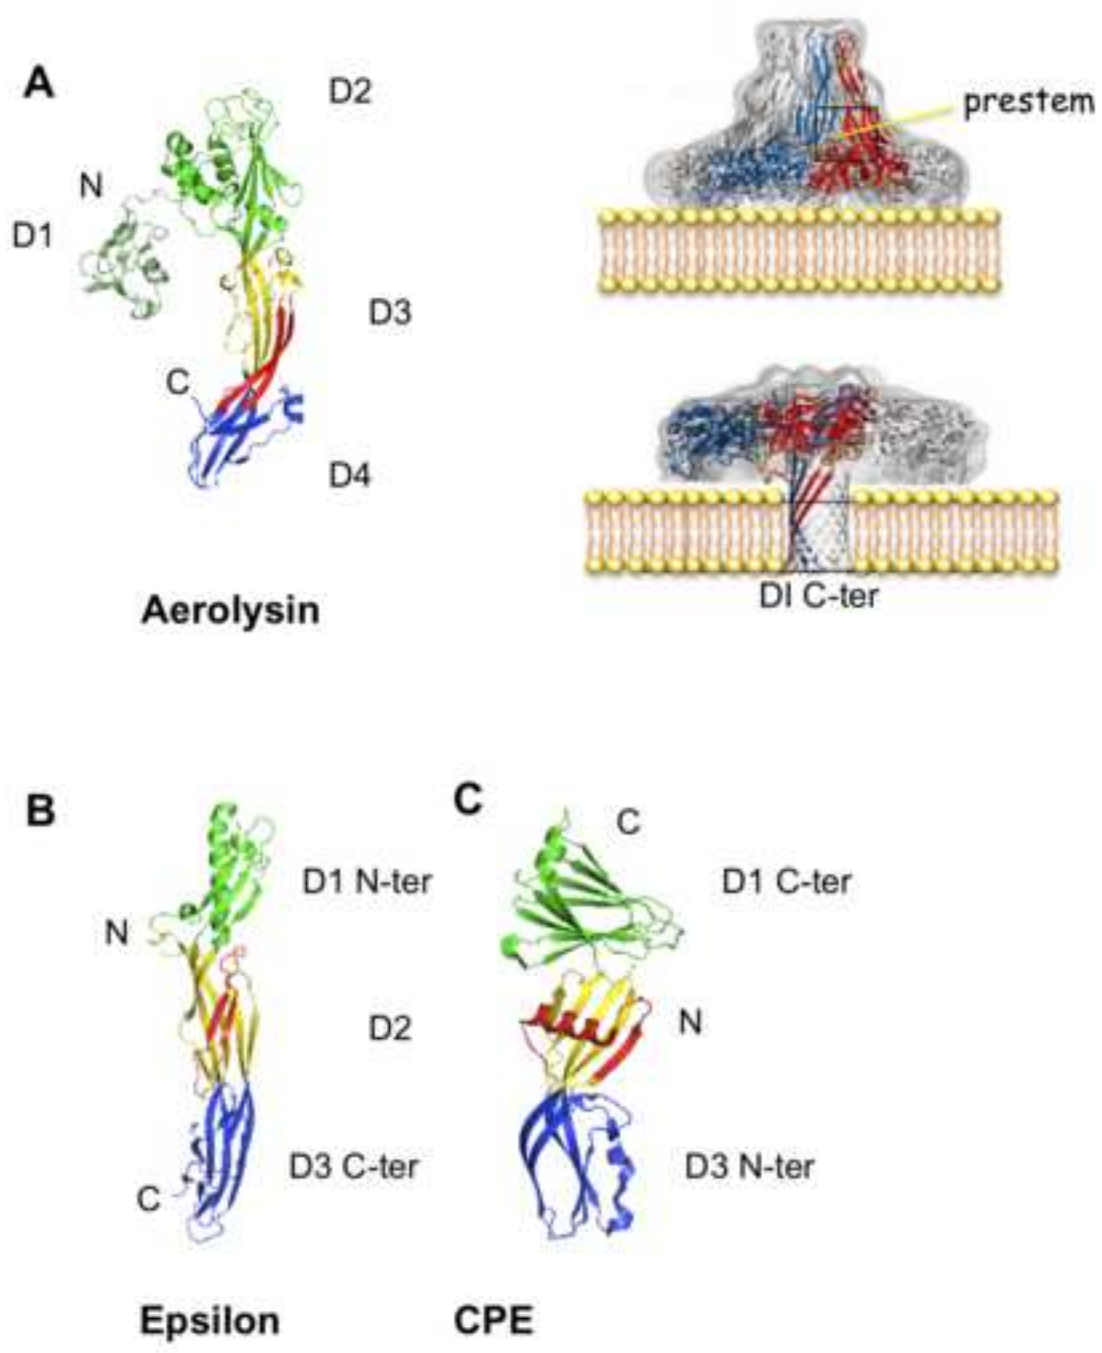 A
D2
prestem
N
D1
D3
C
D4
DI C-ter
Aerolysin
B
C
C
D1 N-ter
D1 C-ter
N
D2
N
D3 C-ter
D3 N-ter
C
Epsilon
CPE